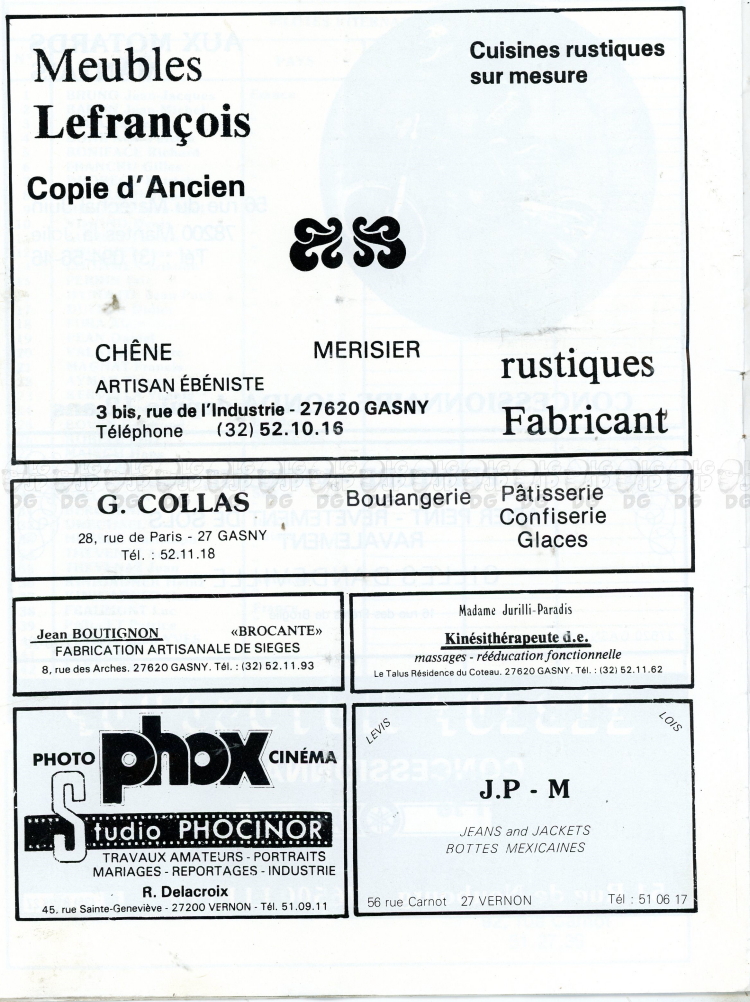 Meubles
Lefrançois
Cuisines rustiques
sur mesure
Copie d'Ancien
CHÊNE MERISIER
ARTISAN ÉBÉNISTE
3 bis, rue de l'Industrie - 27620 GASNY
Téléphone (32) 52.10.16
rustiques
Fabricant
G. COLLAS
28, rue de Paris - 27 GASNY
Tél. : 52.11.18
Boulangerie Pâtisserie
Confiserie
Glaces
Jean BOUTIGNON «BROCANTE»
FABRICATION ARTISANALE DE SIEGES
8, rue des Arches. 27620 GASNY. Tél. : (32) 52.11.93
Madame Jurilli-Paradis
Kinésithérapeute d.e.
massages - rééducation fonctionnelle
Le Talus Résidence du Coteau. 27620 GASNY. Tél. : (32) 52.11.62
PHOTO phox CINÉMA
Studio PHOCINOR
TRAVAUX AMATEURS - PORTRAITS
MARIAGES - REPORTAGES - INDUSTRIE
R. Delacroix
45, rue Sainte-Geneviève - 27200 VERNON - Tél. 51.09.11
LEVIS LOIS
J.P - M
JEANS and JACKETS
BOTTES MEXICAINES
56 rue Carnot 27 VERNON Tél : 51 06 17